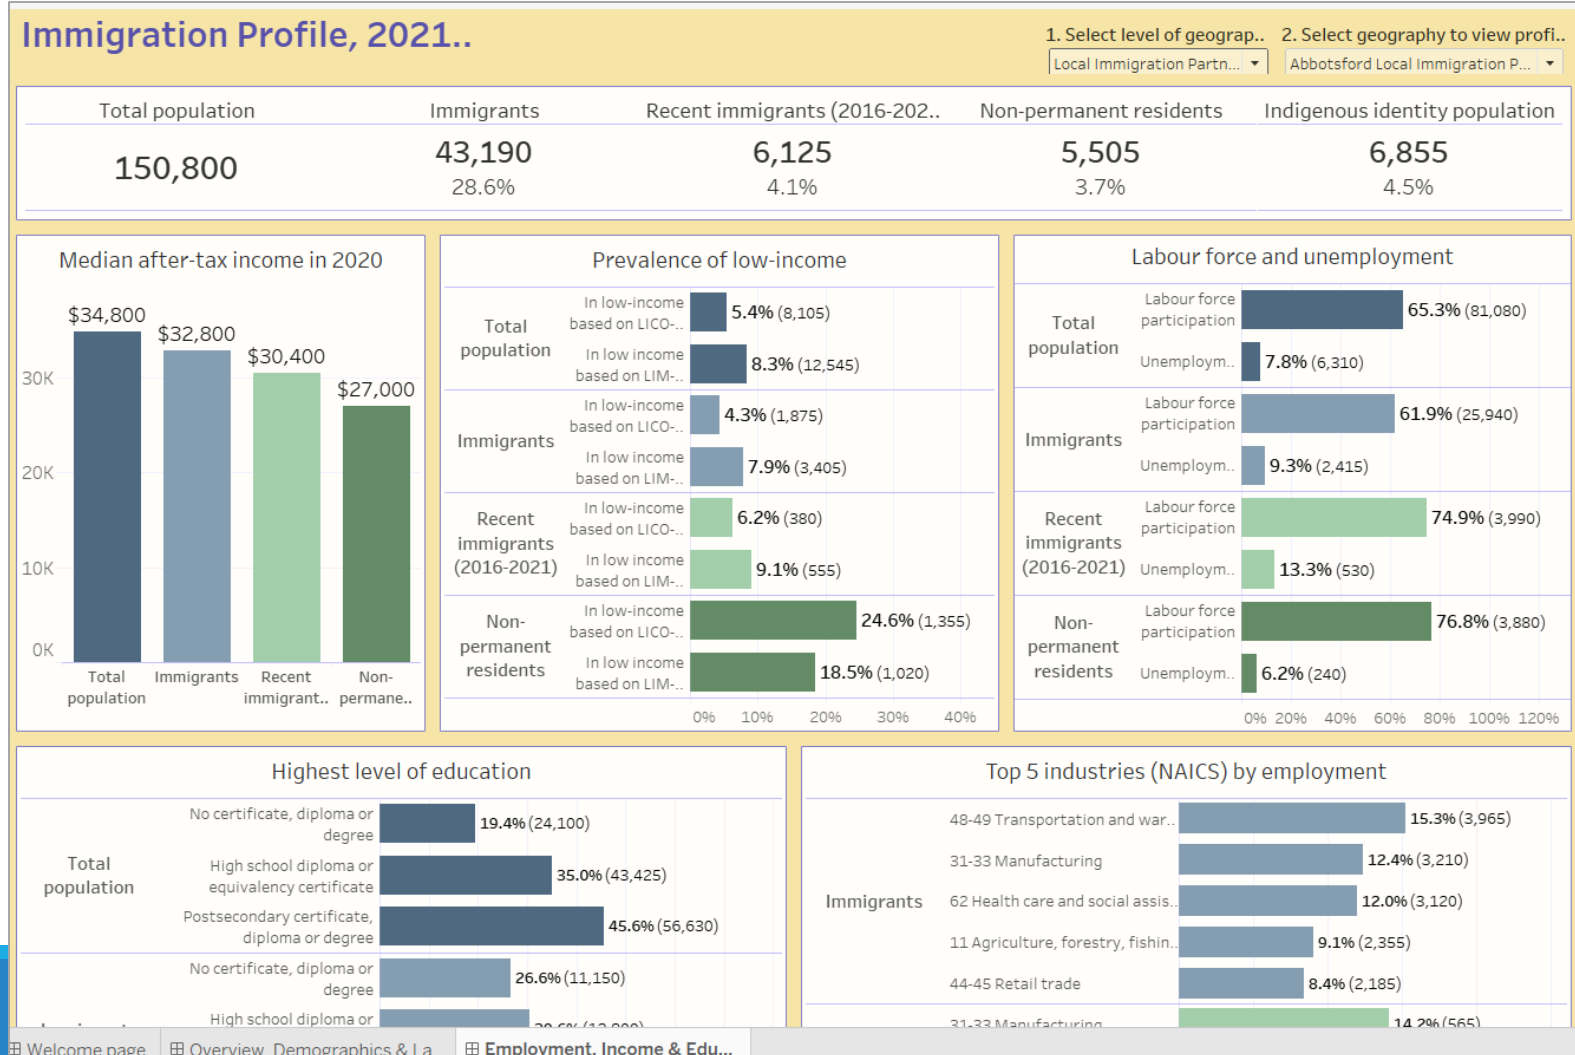 Immigration Profile, 2021..
1. Select level of geograp..
2. Select geography to view profi..
Local Immigration Partn...
Abbotsford Local Immigration P...
Total population
Immigrants
Recent immigrants (2016-202..
Non-permanent residents
Indigenous identity population
150,800
43,190
6,125
5,505
6,855
28.6%
4.1%
3.7%
4.5%
Median after-tax income in 2020
$34,800
$32,800
$30,400
$27,000
30K
20K
10K
0K
Total
population
Immigrants
Recent
immigrant..
Non-
permane..
Prevalence of low-income
Total
population
In low-income
based on LICO-..
5.4% (8,105)
In low income
based on LIM-..
8.3% (12,545)
Immigrants
In low-income
based on LICO-..
4.3% (1,875)
In low income
based on LIM-..
7.9% (3,405)
Recent
immigrants
(2016-2021)
In low-income
based on LICO-..
6.2% (380)
In low income
based on LIM-..
9.1% (555)
Non-
permanent
residents
In low-income
based on LICO-..
24.6% (1,355)
In low income
based on LIM-..
18.5% (1,020)
0% 10% 20% 30% 40%
Labour force and unemployment
Total
population
Labour force
participation
65.3% (81,080)
Unemploym..
7.8% (6,310)
Immigrants
Labour force
participation
61.9% (25,940)
Unemploym..
9.3% (2,415)
Recent
immigrants
(2016-2021)
Labour force
participation
74.9% (3,990)
Unemploym..
13.3% (530)
Non-
permanent
residents
Labour force
participation
76.8% (3,880)
Unemploym..
6.2% (240)
0% 20% 40% 60% 80% 100% 120%
Highest level of education
Total
population
No certificate, diploma or
degree
19.4% (24,100)
High school diploma or
equivalency certificate
35.0% (43,425)
Postsecondary certificate,
diploma or degree
45.6% (56,630)
No certificate, diploma or
degree
26.6% (11,150)
High school diploma or
Top 5 industries (NAICS) by employment
Immigrants
48-49 Transportation and war..
15.3% (3,965)
31-33 Manufacturing
12.4% (3,210)
62 Health care and social assis..
12.0% (3,120)
11 Agriculture, forestry, fishin..
9.1% (2,355)
44-45 Retail trade
8.4% (2,185)
31-33 Manufacturing
14.2% (565)
Welcome page
Overview, Demographics & La
Employment, Income & Edu...